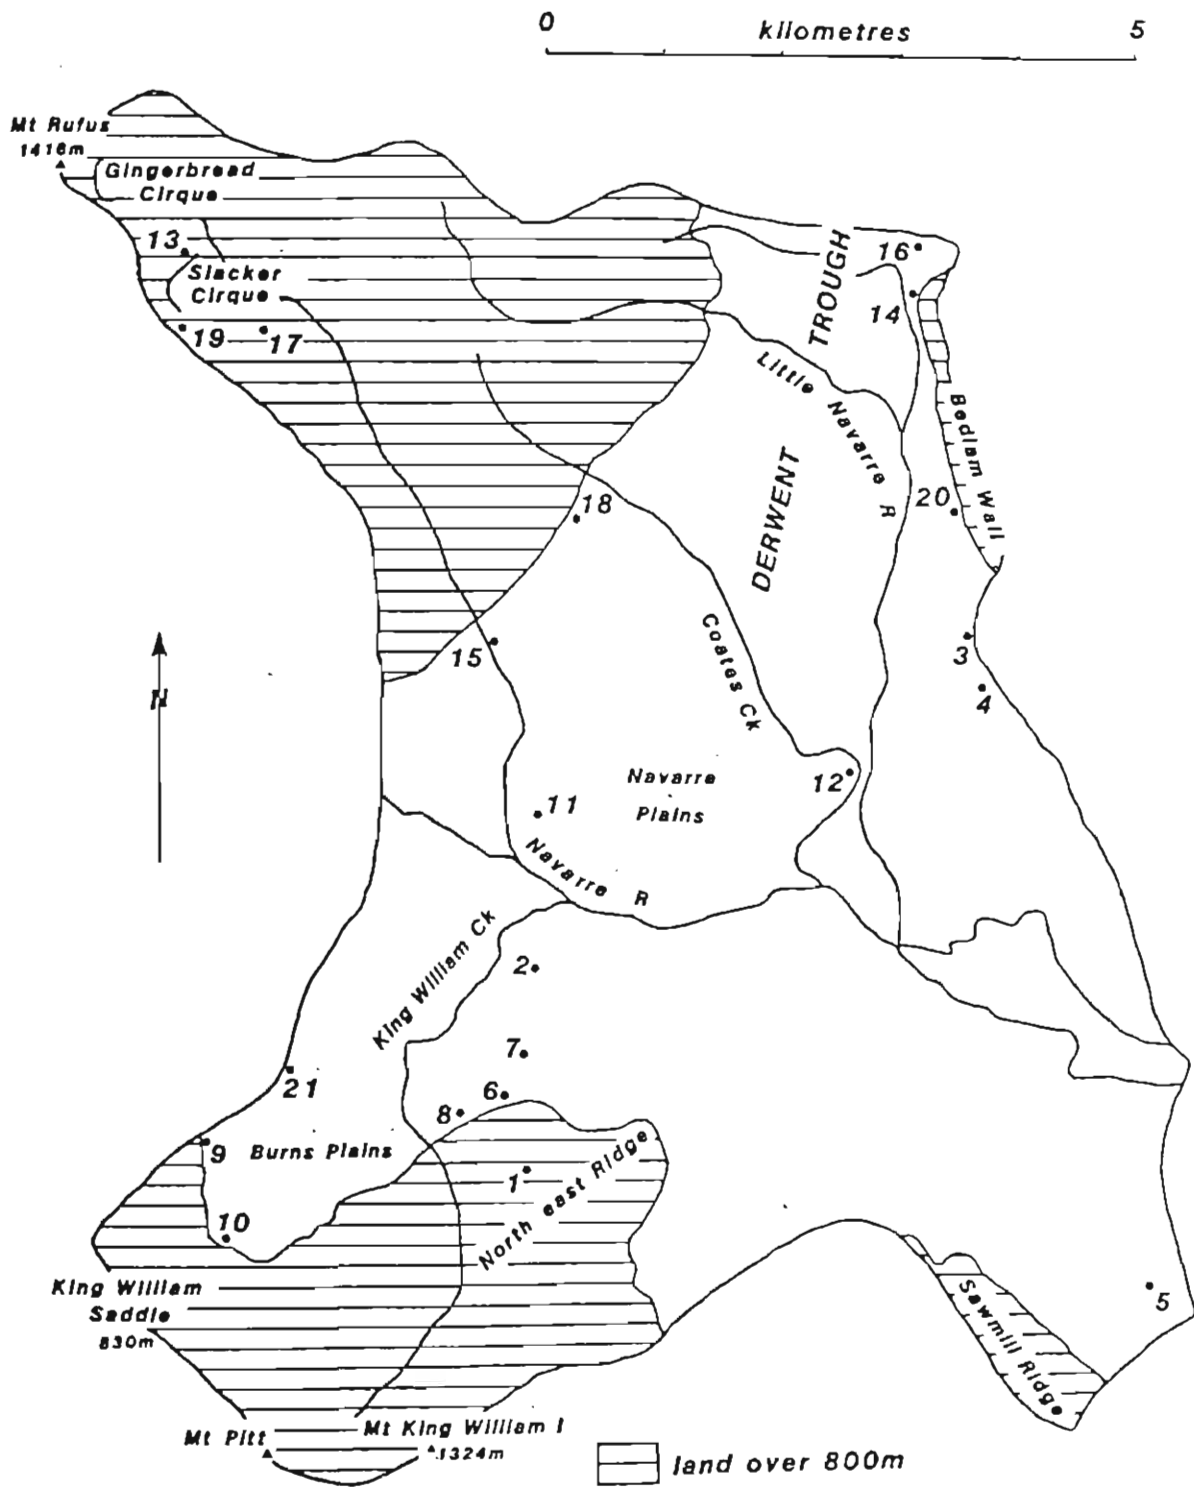 0 kilometres 5
Mt Rufus
1416m
Gingerbread
Cirque
13
Slacker
Cirque
19
17
TROUGH
16
14
Little Navarre R
Bedlam Wall
DERWENT
20
18
Coates Ck
15
3
4
N
Navarre
Plains
12
11
Navarre R
King William Ck
2
7
21
6
8
9
Burns Plains
1
North east Ridge
10
King William
Saddle
830m
Sawmill Ridge
5
Mt Pitt
Mt King William I
1324m
land over 800m